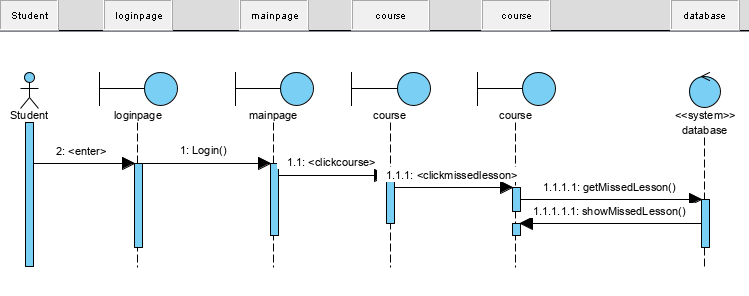 Student
loginpage
mainpage
course
course
database
Student
loginpage
mainpage
course
course
<<system>>
database
2: <enter>
1: Login()
1.1: <clickcourse>
1.1.1: <clickmissedlesson>
1.1.1.1: getMissedLesson()
1.1.1.1.1: showMissedLesson()